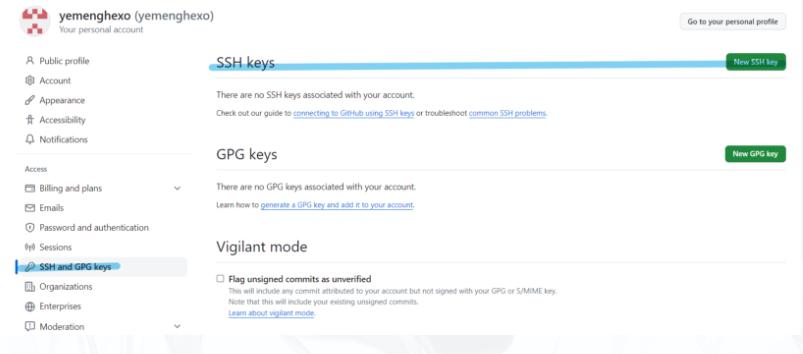 yemenghexo (yemenghexo)
Your personal account
Go to your personal profile
Public profile
Account
Appearance
Accessibility
Notifications
Access
Billing and plans
Emails
Password and authentication
Sessions
SSH and GPG keys
Organizations
Enterprises
Moderation
SSH keys
New SSH key
There are no SSH keys associated with your account.
Check out our guide to connecting to GitHub using SSH keys or troubleshoot common SSH problems.
GPG keys
New GPG key
There are no GPG keys associated with your account.
Learn how to generate a GPG key and add it to your account.
Vigilant mode
Flag unsigned commits as unverified
This will include any commit attributed to your account but not signed with your GPG or S/MIME key.
Note that this will include your existing unsigned commits.
Learn about vigilant mode.